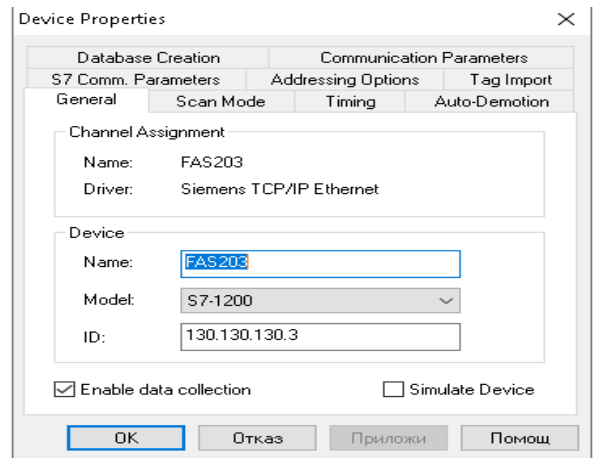 Device Properties
Database Creation Communication Parameters
S7 Comm. Parameters Addressing Options Tag Import
General Scan Mode Timing Auto-Demotion
Channel Assignment
Name: FAS203
Driver: Siemens TCP/IP Ethernet
Device
Name: FAS203
Model: S7-1200
ID: 130.130.130.3
Enable data collection Simulate Device
OK Отказ Приложи Помощ